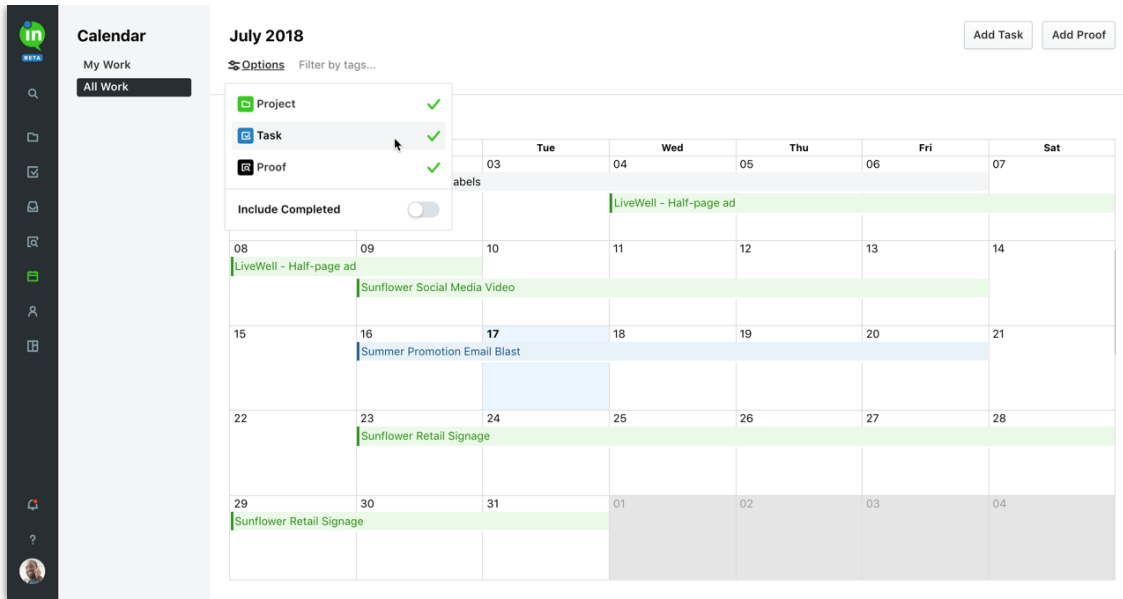 in
BETA
Calendar
My Work
All Work
July 2018
Add Task
Add Proof
Options
Filter by tags...
Project
Task
Proof
Include Completed
Tue
Wed
Thu
Fri
Sat
03
04
05
06
07
abels
LiveWell - Half-page ad
08
09
10
11
12
13
14
LiveWell - Half-page ad
Sunflower Social Media Video
15
16
17
18
19
20
21
Summer Promotion Email Blast
22
23
24
25
26
27
28
Sunflower Retail Signage
29
30
31
01
02
03
04
Sunflower Retail Signage
?